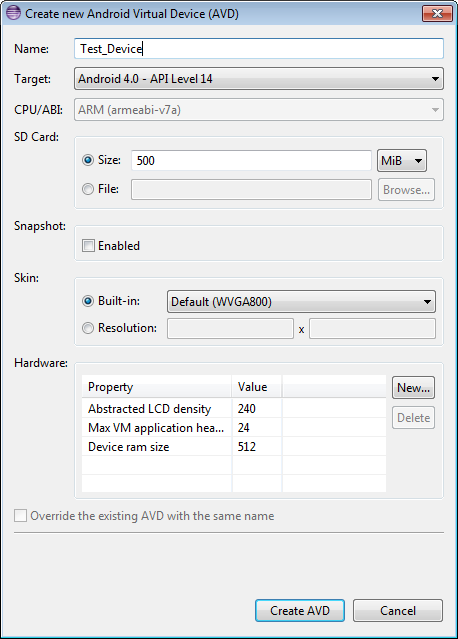 Create new Android Virtual Device (AVD)
Name: Test_Device
Target: Android 4.0 - API Level 14
CPU/ABI: ARM (armeabi-v7a)
SD Card:
Size: 500 MiB
File: Browse...
Snapshot:
Enabled
Skin:
Built-in: Default (WVGA800)
Resolution: x
Hardware:
Property Value New...
Abstracted LCD density 240
Max VM application hea... 24 Delete
Device ram size 512
Override the existing AVD with the same name
Create AVD Cancel